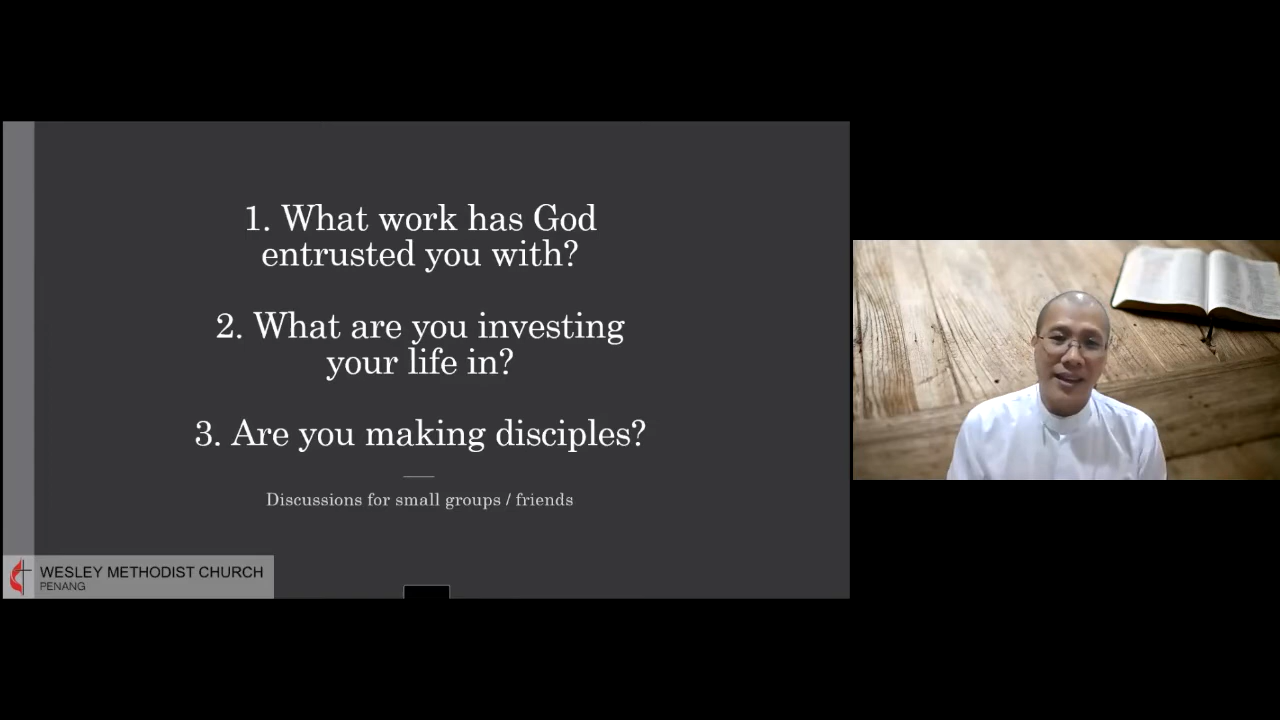 1. What work has God
entrusted you with?
2. What are you investing
your life in?
3. Are you making disciples?
Discussions for small groups / friends
WESLEY METHODIST CHURCH
PENANG